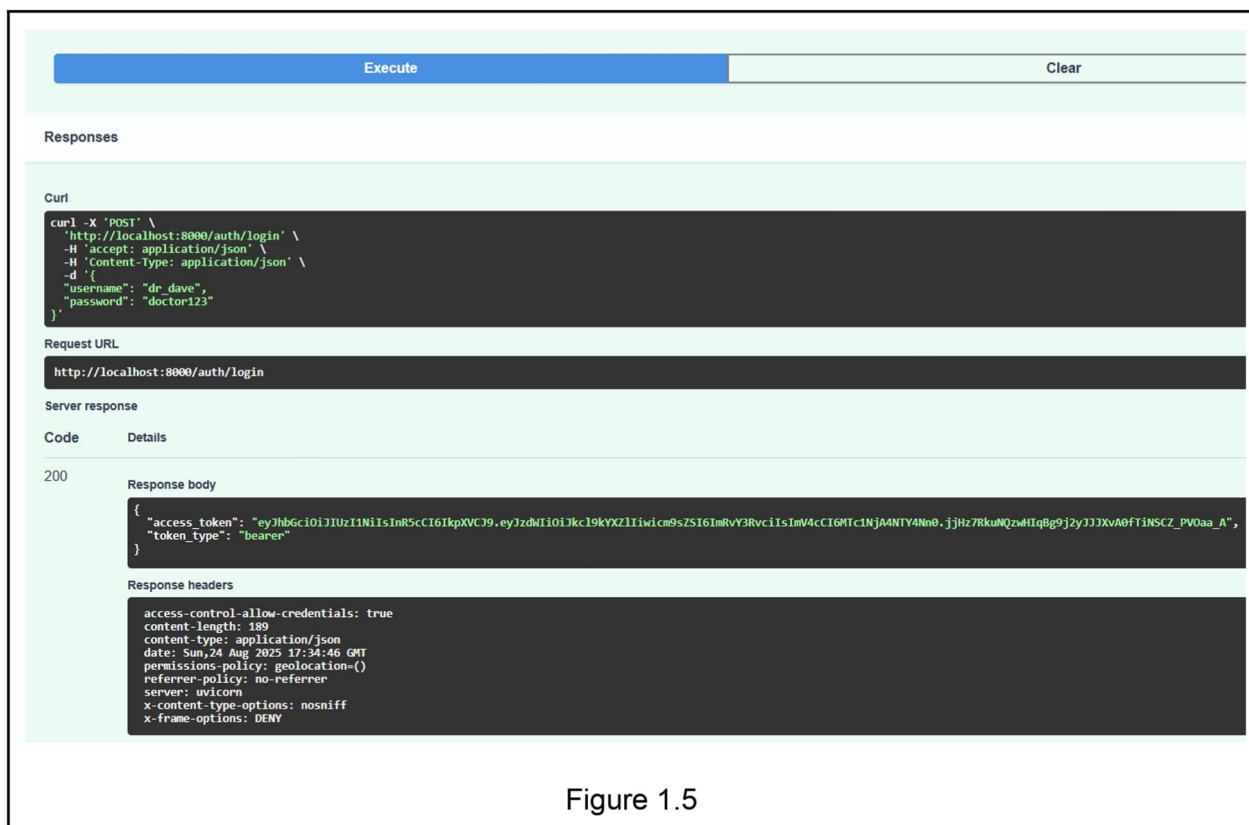 Execute
Clear
Responses
Curl
curl -X 'POST' \
'http://localhost:8000/auth/login' \
-H 'accept: application/json' \
-H 'Content-Type: application/json' \
-d '{
"username": "dr_dave",
"password": "doctor123"
}'
Request URL
http://localhost:8000/auth/login
Server response
Code Details
200
Response body
{
"access_token": "eyJhbGciOiJIUzI1NiIsInR5cCI6IkpXVCJ9.eyJzdWIiOiJkcl9kYXZlIiwicm9sZSI6ImRvY3RvciIsImV4cCI6MTc1NjA4NTY4Nn0.jjHz7RkuNQzwHIqBg9j2yJJJXvA0fTiNSCZ_PVOaa_A",
"token_type": "bearer"
}
Response headers
access-control-allow-credentials: true
content-length: 189
content-type: application/json
date: Sun,24 Aug 2025 17:34:46 GMT
permissions-policy: geolocation=()
referrer-policy: no-referrer
server: uvicorn
x-content-type-options: nosniff
x-frame-options: DENY
Figure 1.5